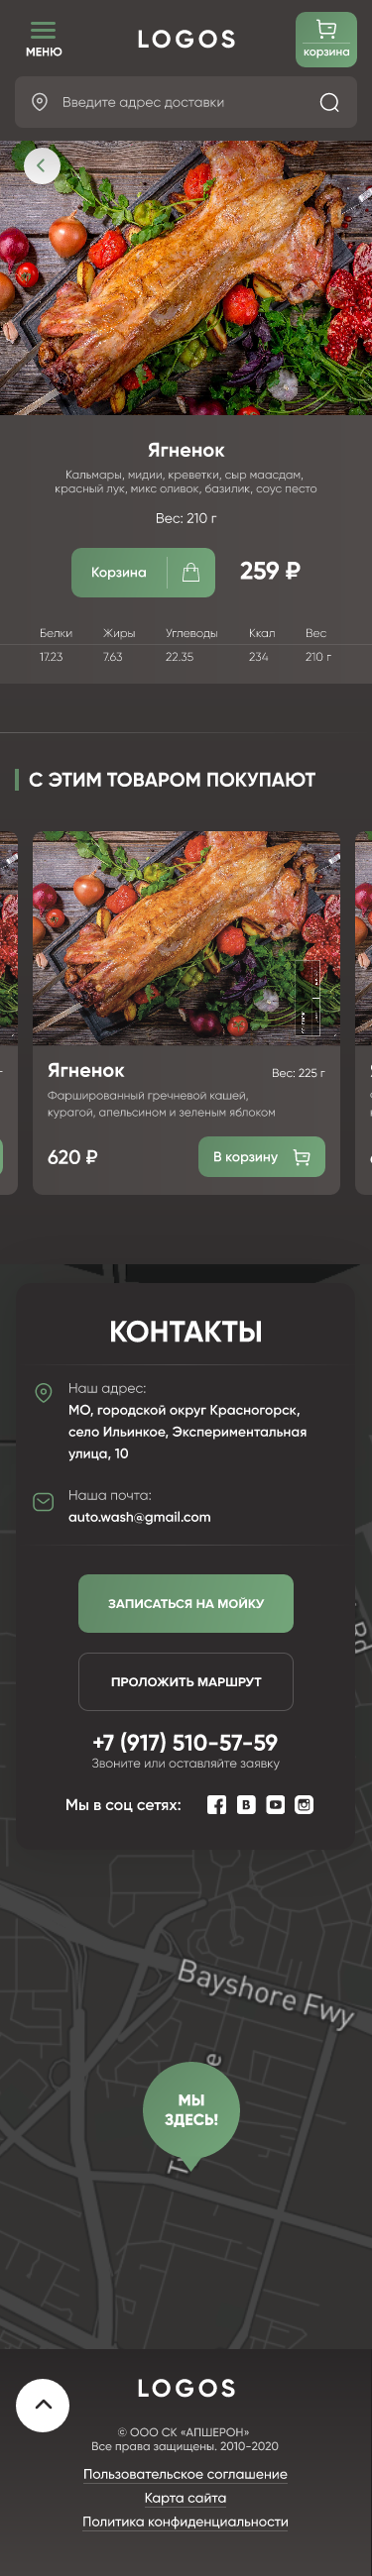 МЕНЮ
LOGOS
корзина
Введите адрес доставки
Ягненок
Кальмары, мидии, креветки, сыр маасдам,
красный лук, микс оливок, базилик, соус песто
Вес: 210 г
Корзина
259 ₽
Белки Жиры Углеводы Ккал Вес
17.23 7.63 22.35 234 210 г
С ЭТИМ ТОВАРОМ ПОКУПАЮТ
Ягненок
Вес: 225 г
Фаршированный гречневой кашей,
курагой, апельсином и зеленым яблоком
620 ₽
В корзину
КОНТАКТЫ
Наш адрес:
МО, городской округ Красногорск,
село Ильинкое, Экспериментальная
улица, 10
Наша почта:
auto.wash@gmail.com
ЗАПИСАТЬСЯ НА МОЙКУ
ПРОЛОЖИТЬ МАРШРУТ
+7 (917) 510-57-59
Звоните или оставляйте заявку
Мы в соц сетях:
Bayshore Fwy
МЫ
ЗДЕСЬ!
LOGOS
© ООО СК «АПШЕРОН»
Все права защищены. 2010-2020
Пользовательское соглашение
Карта сайта
Политика конфиденциальности